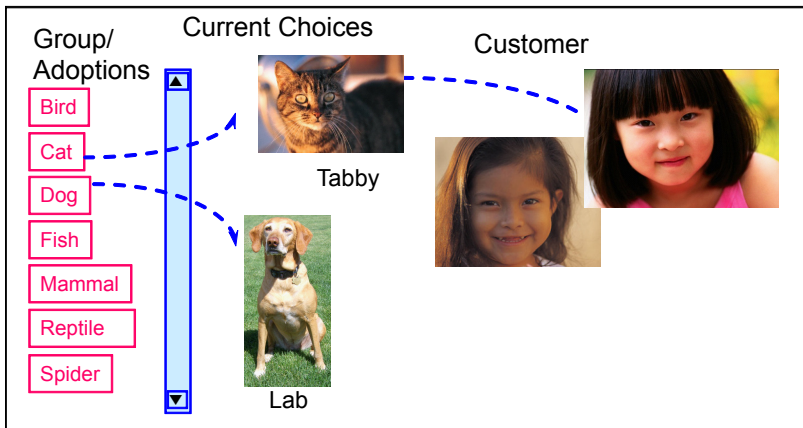 Group/
Adoptions
Current Choices
Customer
Bird
Cat
Dog
Fish
Mammal
Reptile
Spider
Tabby
Lab